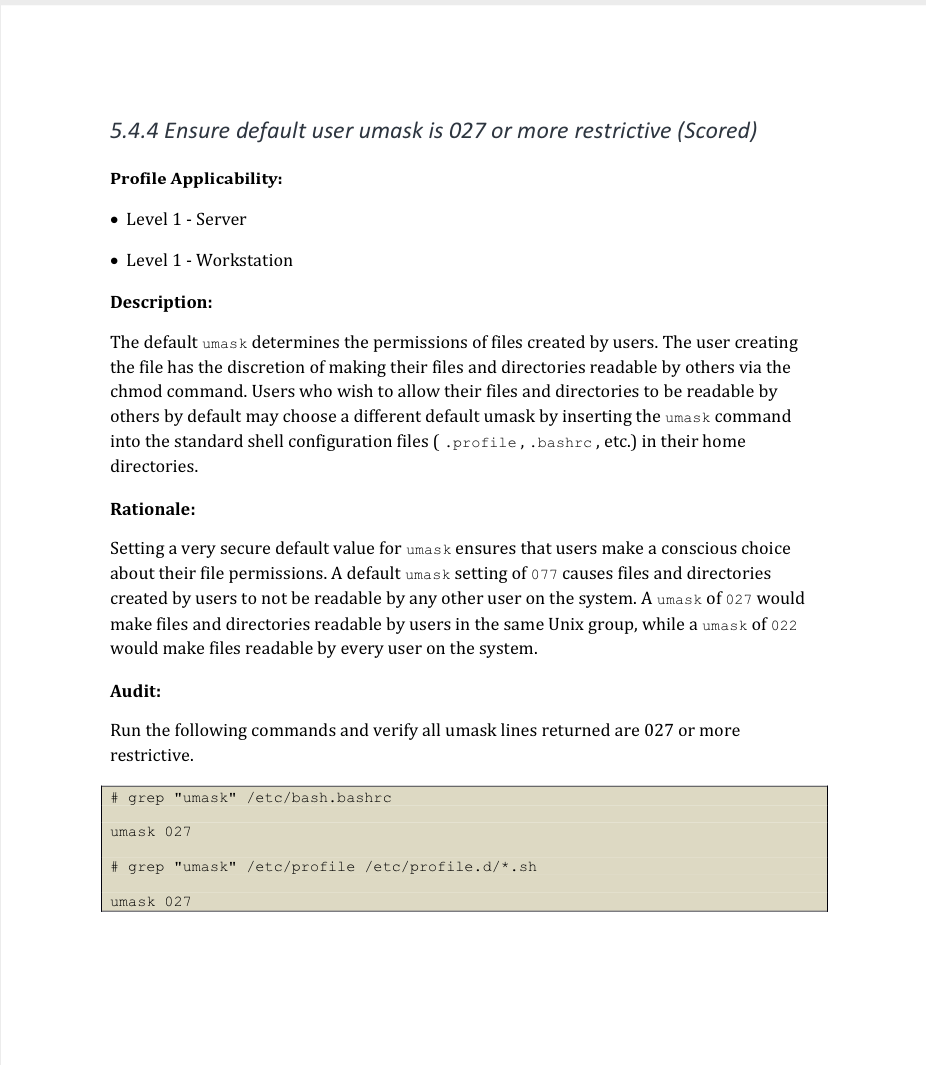 5.4.4 Ensure default user umask is 027 or more restrictive (Scored)
Profile Applicability:
• Level 1 - Server
• Level 1 - Workstation
Description:
The default umask determines the permissions of files created by users. The user creating
the file has the discretion of making their files and directories readable by others via the
chmod command. Users who wish to allow their files and directories to be readable by
others by default may choose a different default umask by inserting the umask command
into the standard shell configuration files ( .profile , .bashrc , etc.) in their home
directories.
Rationale:
Setting a very secure default value for umask ensures that users make a conscious choice
about their file permissions. A default umask setting of 077 causes files and directories
created by users to not be readable by any other user on the system. A umask of 027 would
make files and directories readable by users in the same Unix group, while a umask of 022
would make files readable by every user on the system.
Audit:
Run the following commands and verify all umask lines returned are 027 or more
restrictive.
# grep "umask" /etc/bash.bashrc
umask 027
# grep "umask" /etc/profile /etc/profile.d/*.sh
umask 027